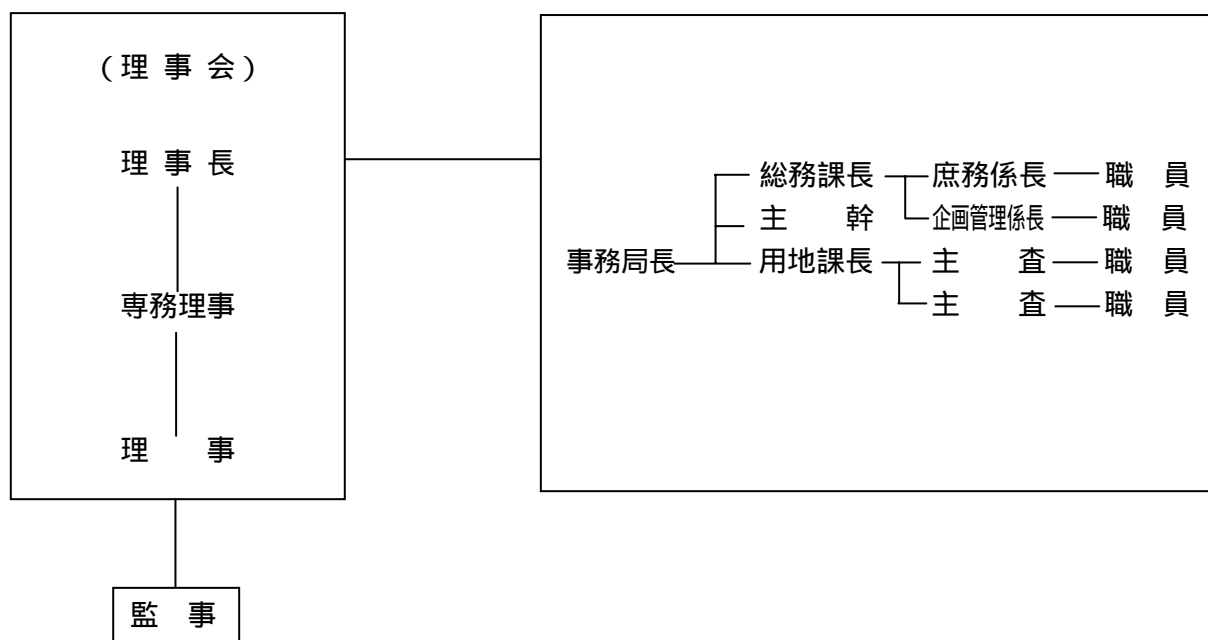 （理 事 会）
理 事 長
専務理事
理　　事
監　事
総務課長 庶務係長 職　員
主　　幹 企画管理係長 職　員
事務局長 用地課長 主　　査 職　員
主　　査 職　員